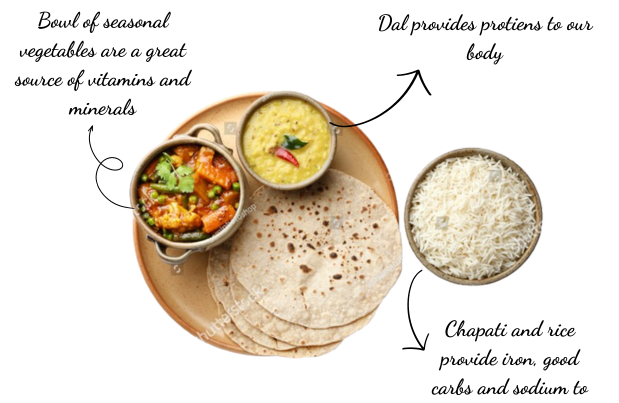 Bowl of seasonal
vegetables are a great
source of vitamins and
minerals
Dal provides protiens to our
body
Chapati and rice
provide iron, good
carbs and sodium to